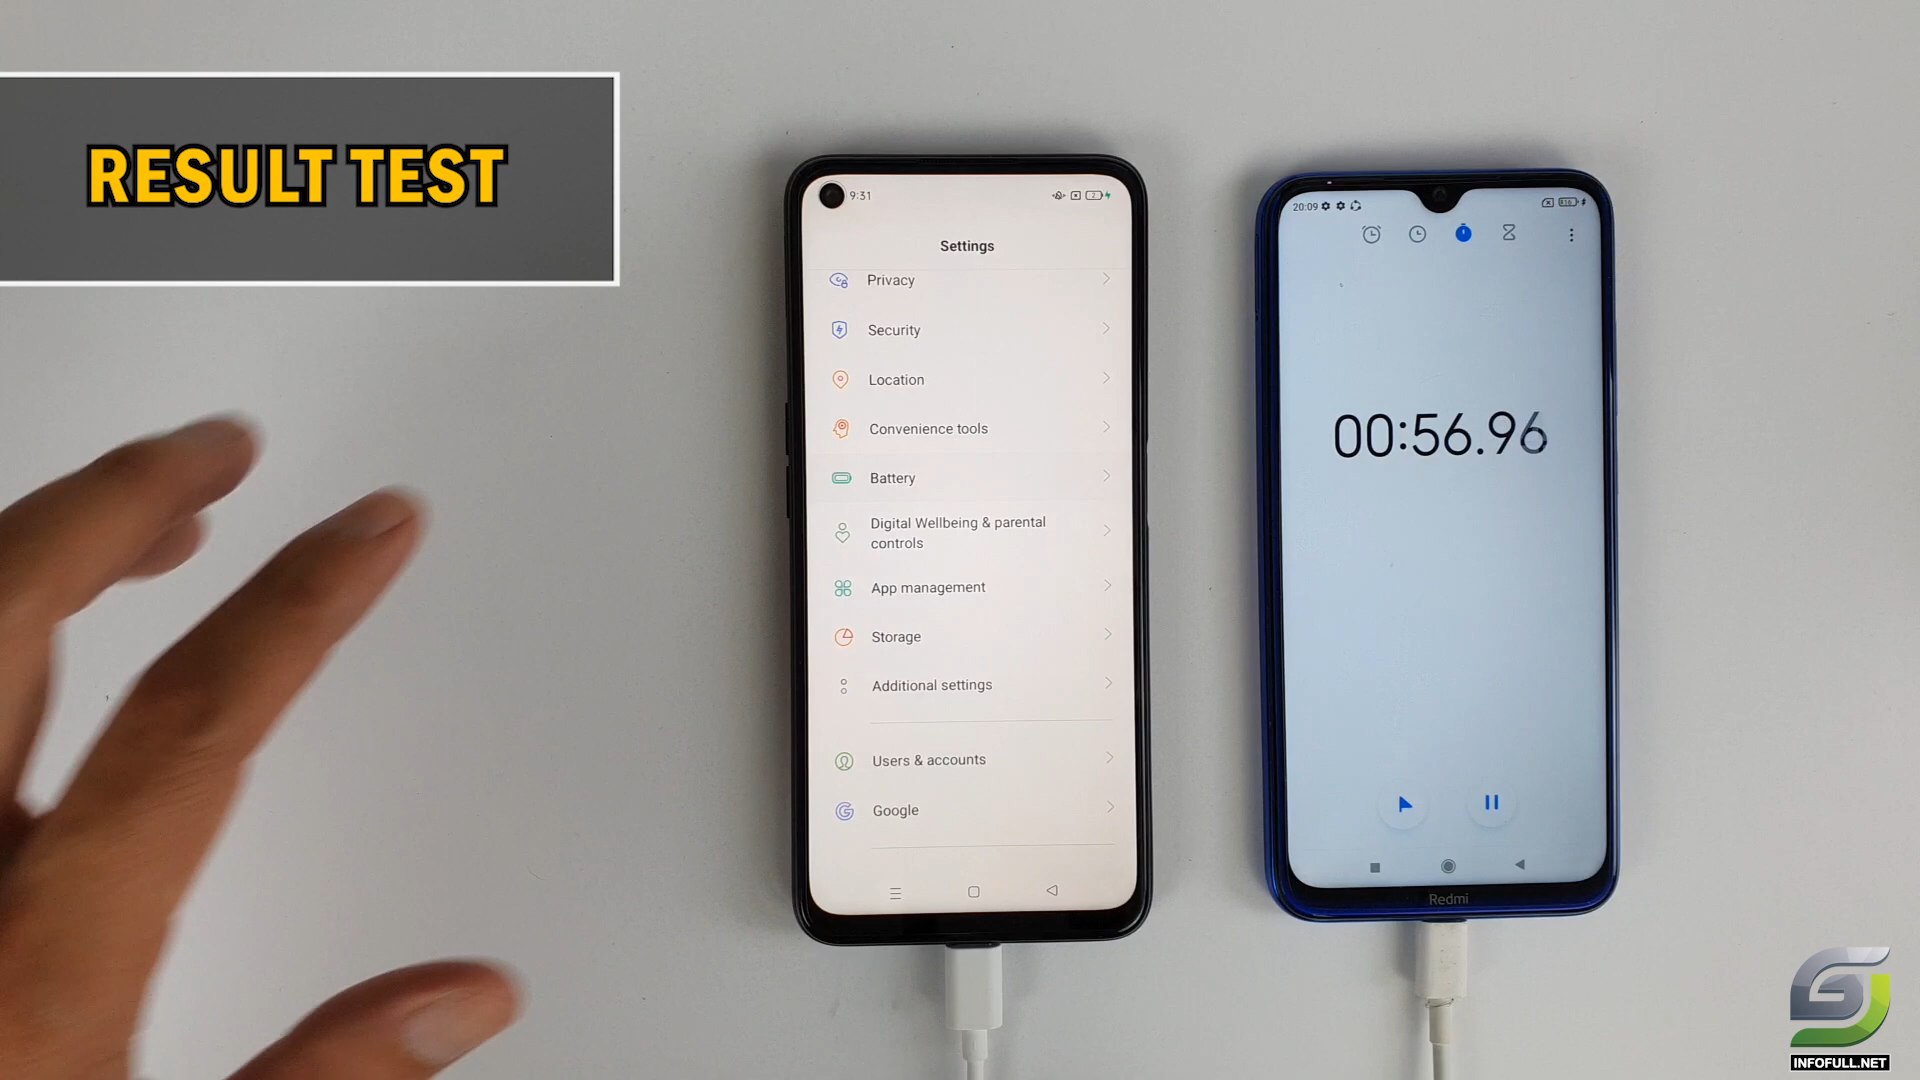 RESULT TEST
9:31
Settings
Privacy
Security
Location
Convenience tools
Battery
Digital Wellbeing & parental
controls
App management
Storage
Additional settings
Users & accounts
Google
20:09
00:56.96
Redmi
INFOFULL.NET